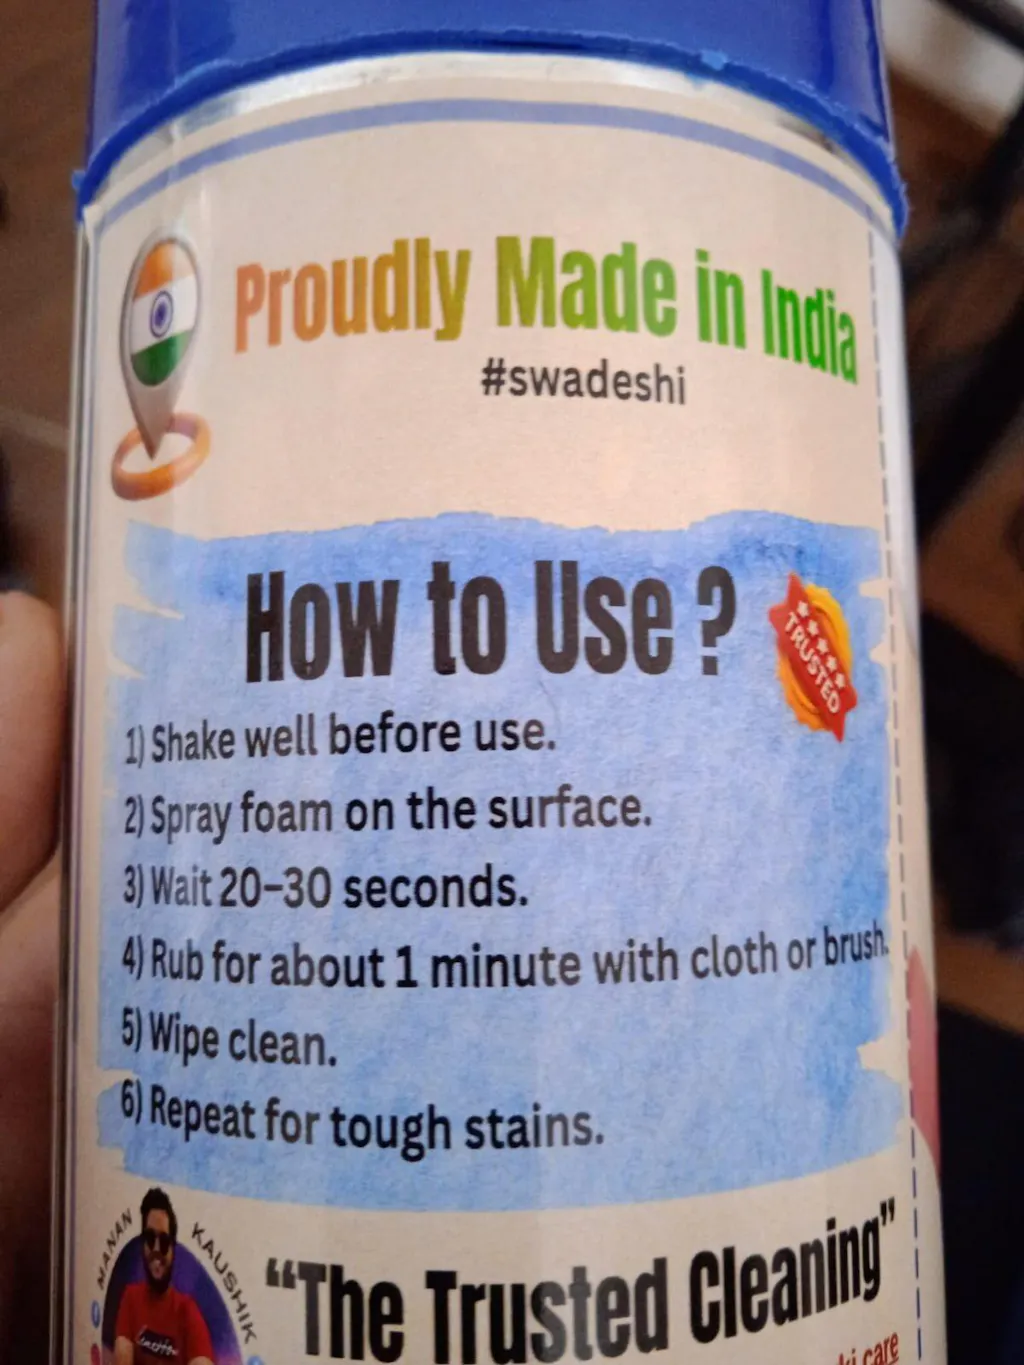 Proudly Made in India
#swadeshi
How to Use ?
TRUSTED
1) Shake well before use.
2) Spray foam on the surface.
3) Wait 20-30 seconds.
4) Rub for about 1 minute with cloth or brush.
5) Wipe clean.
6) Repeat for tough stains.
MANAN KAUSHIK
"The Trusted Cleaning"
care